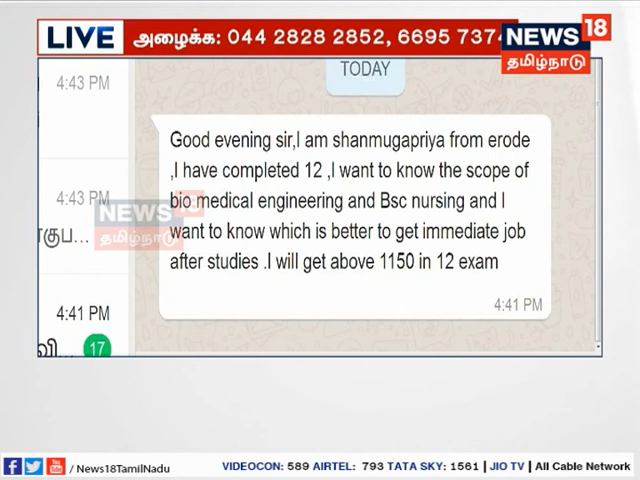 LIVE அழைக்க: 044 2828 2852, 6695 7374
NEWS 18
தமிழ்நாடு
TODAY
4:43 PM
Good evening sir,I am shanmugapriya from erode
,I have completed 12 ,I want to know the scope of
bio medical engineering and Bsc nursing and I
want to know which is better to get immediate job
after studies .I will get above 1150 in 12 exam
4:41 PM
4:43 PM
NEWS 18
தமிழ்நாடு
4:41 PM
17
/ News18TamilNadu
VIDEOCON: 589 AIRTEL: 793 TATA SKY: 1561 | JIO TV | All Cable Network